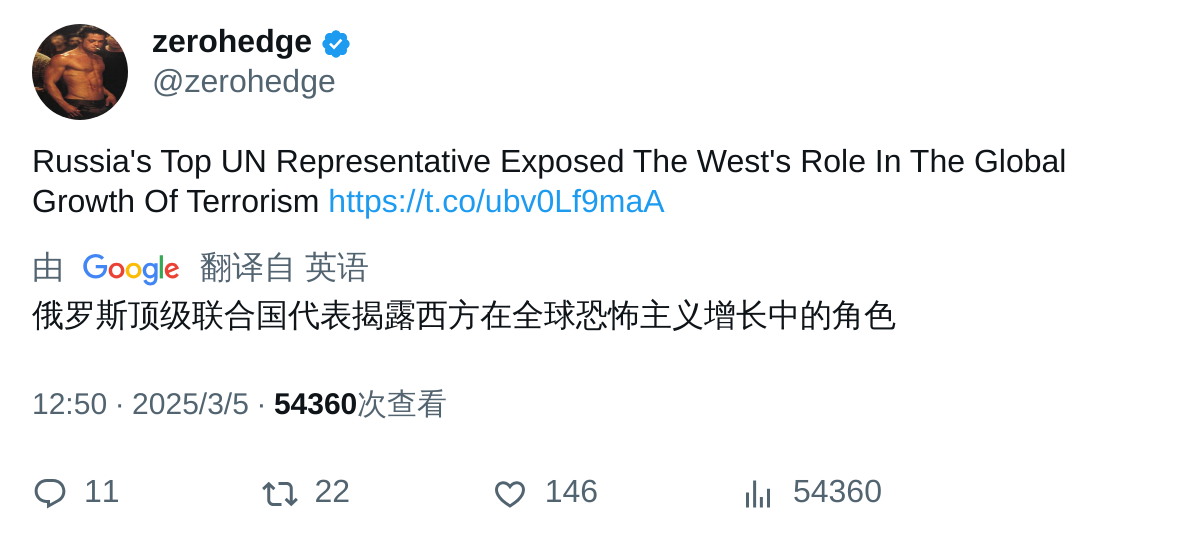 zerohedge
@zerohedge
Russia's Top UN Representative Exposed The West's Role In The Global
Growth Of Terrorism https://t.co/ubv0Lf9maA
由 Google 翻译自 英语
俄罗斯顶级联合国代表揭露西方在全球恐怖主义增长中的角色
12:50 · 2025/3/5 · 54360次查看
11 22 146 54360